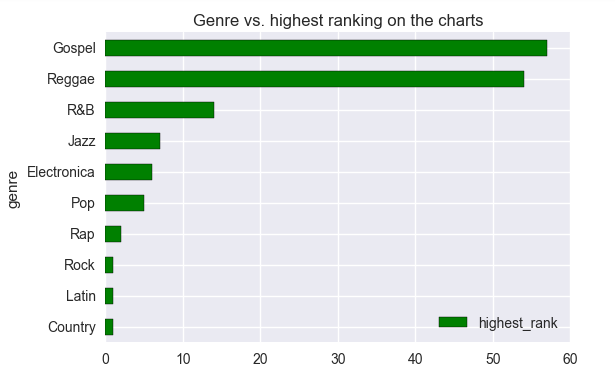 Genre vs. highest ranking on the charts
Gospel
Reggae
R&B
Jazz
Electronica
Pop
Rap
Rock
Latin
Country
genre
highest_rank
0 10 20 30 40 50 60